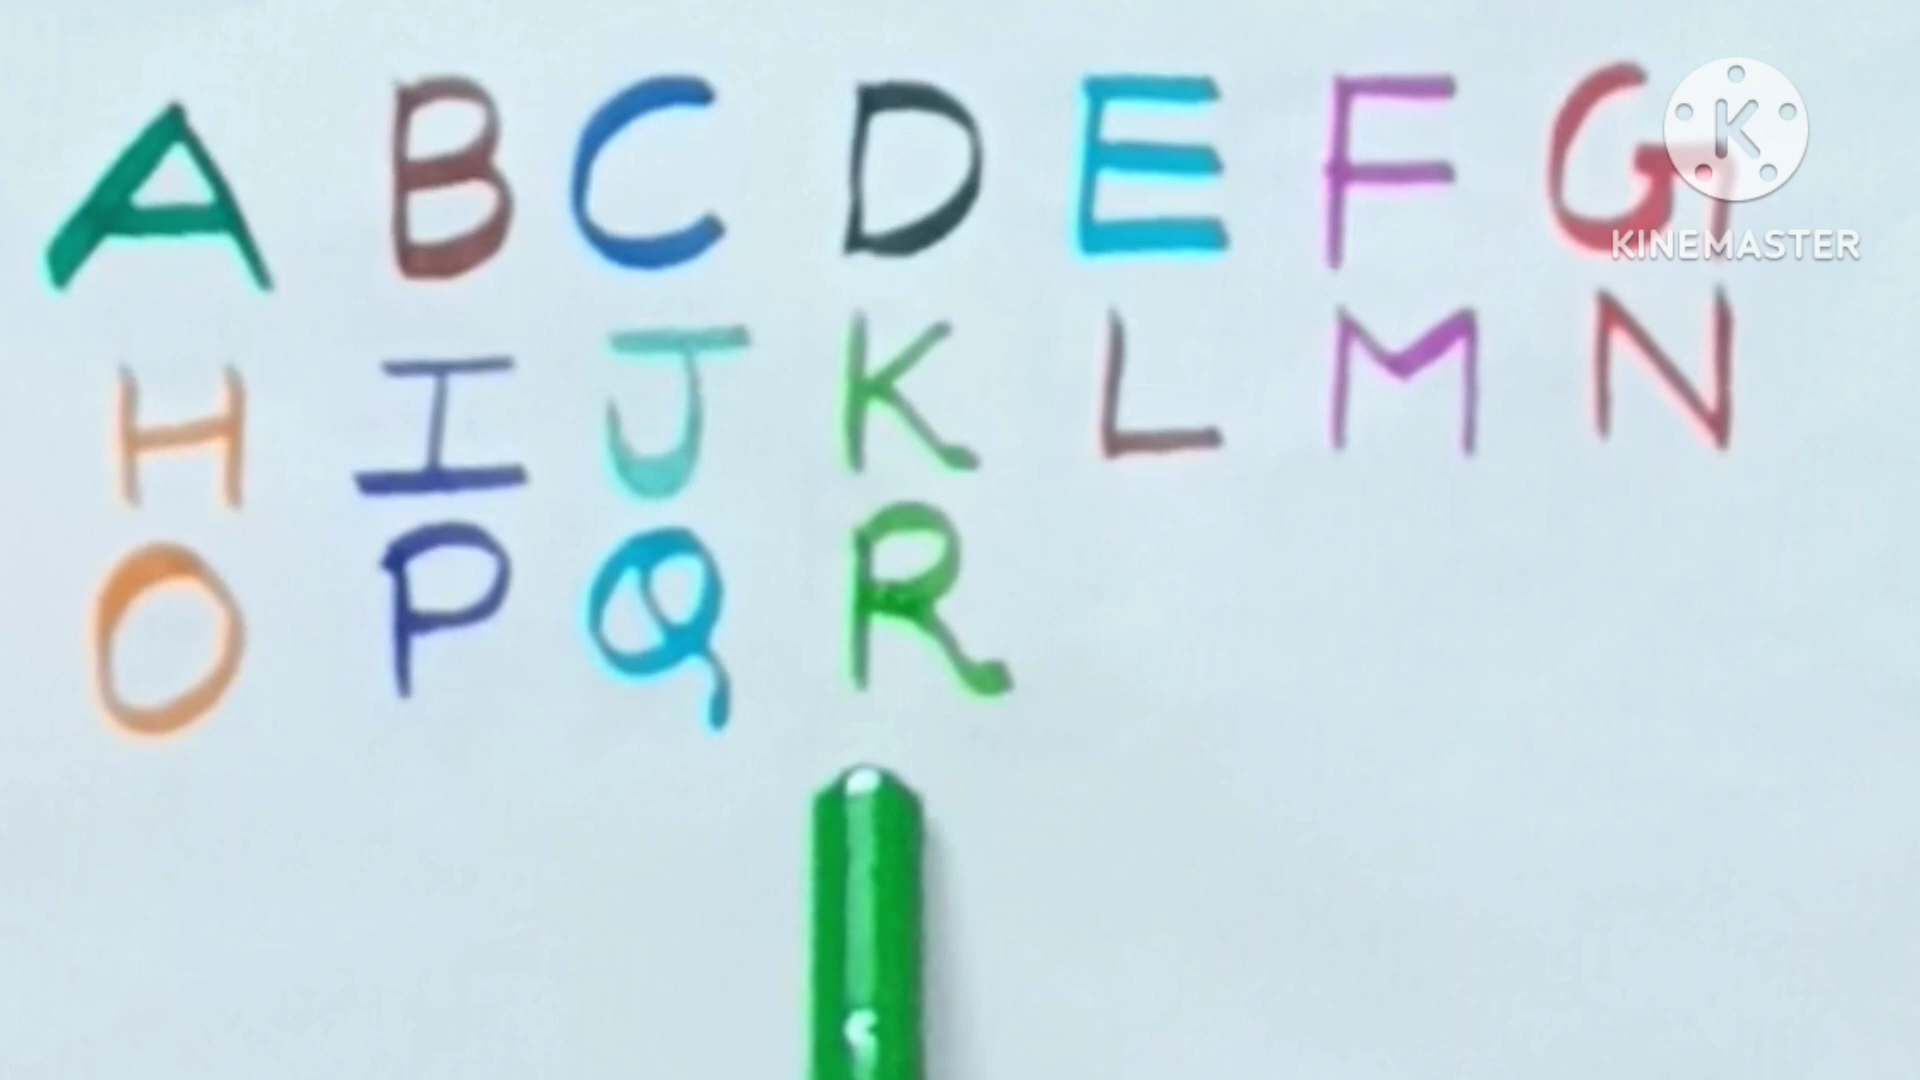 A B C D E F G
K
KINEMASTER
H I J K L M N
O P Q R